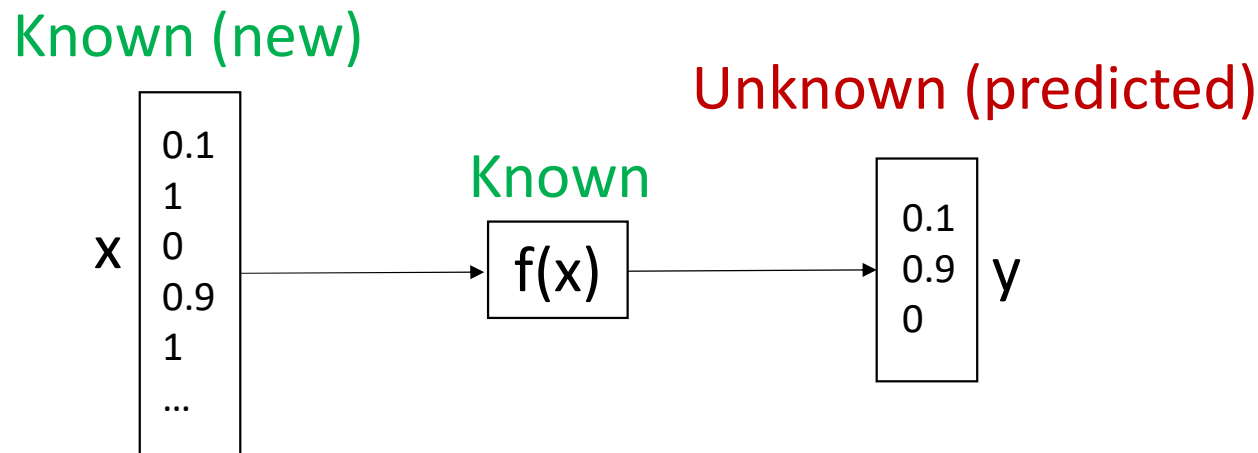 Known (new)
x
0.1
1
0
0.9
1
...
Known
f(x)
Unknown (predicted)
0.1
0.9
0
y